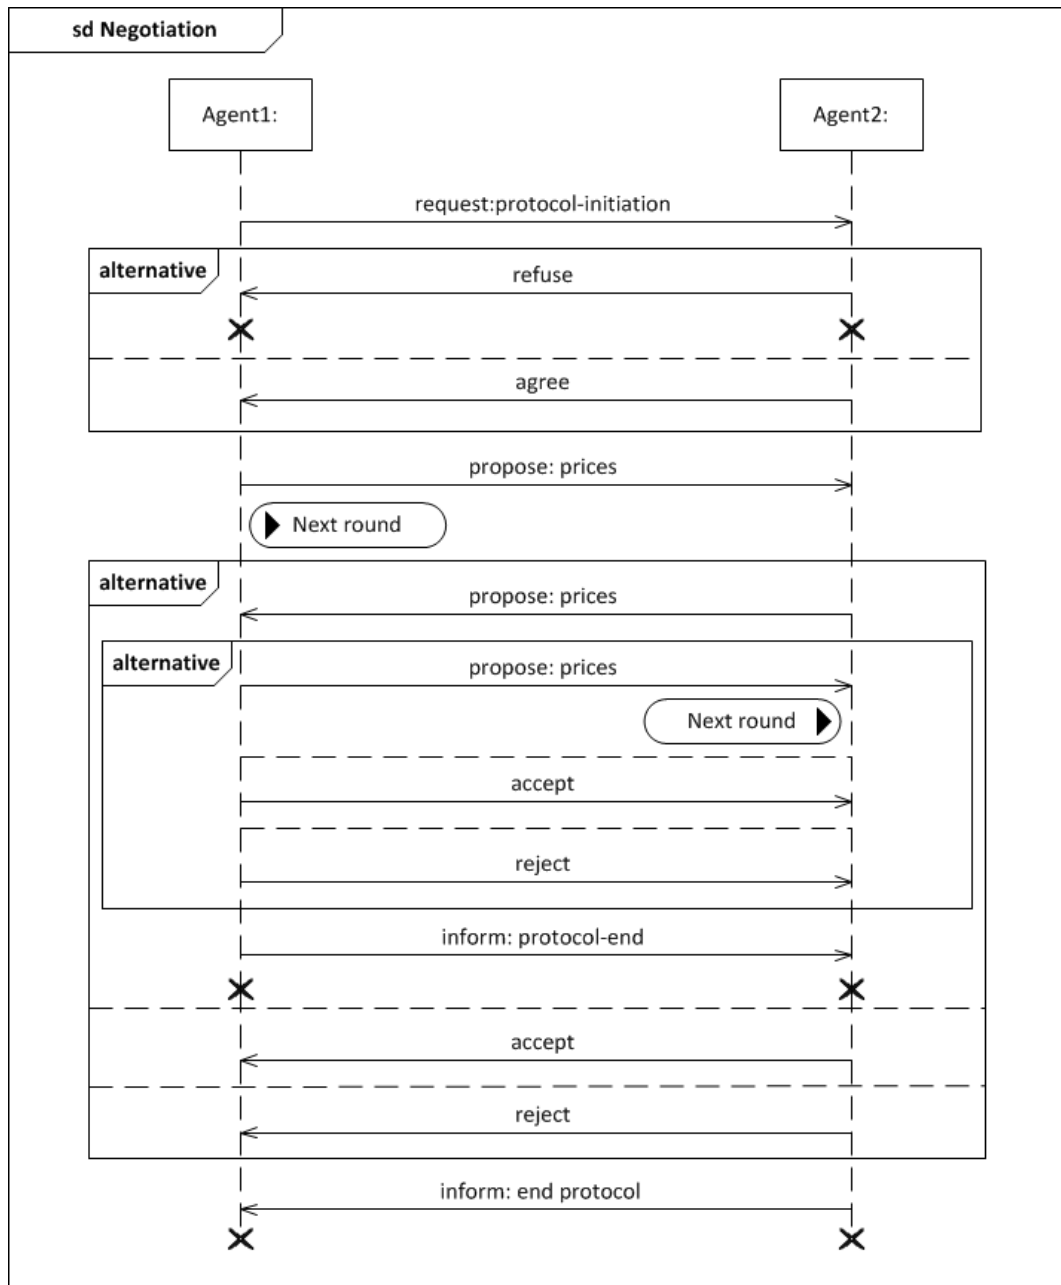 sd Negotiation
Agent1:
Agent2:
request:protocol-initiation
alternative
refuse
agree
propose: prices
Next round
alternative
propose: prices
alternative
propose: prices
Next round
accept
reject
inform: protocol-end
accept
reject
inform: end protocol